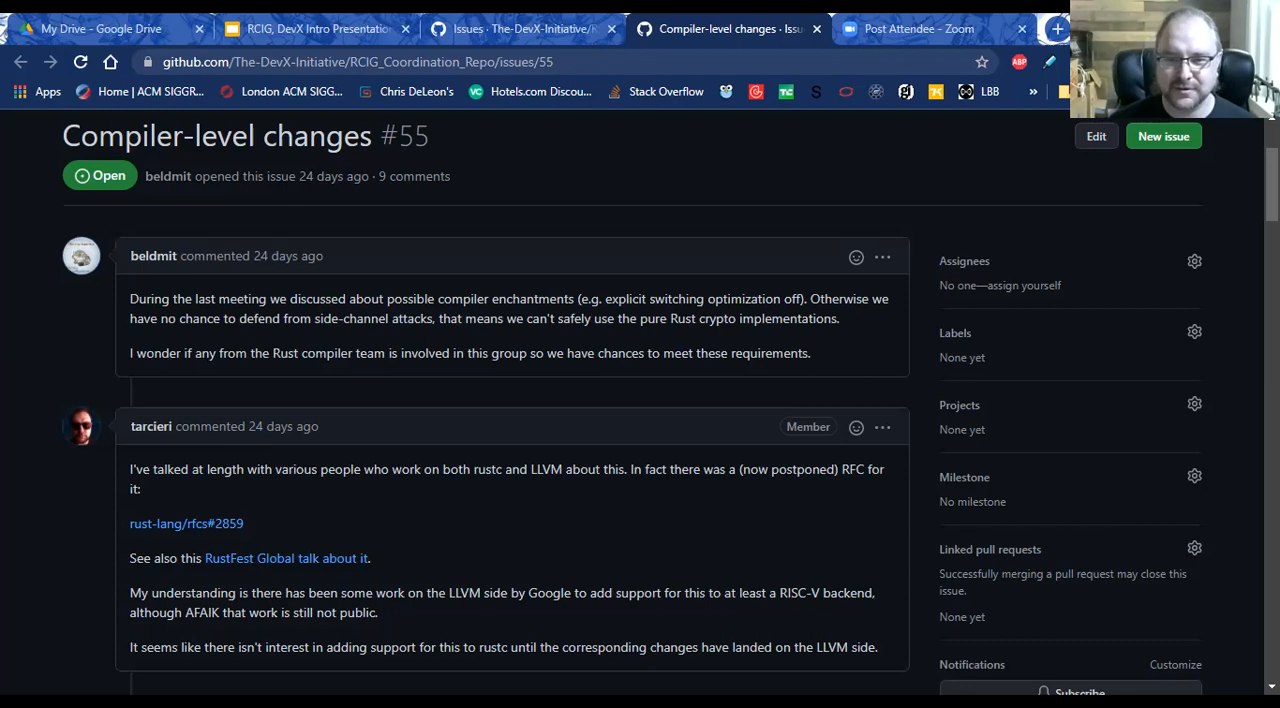 My Drive - Google Drive
RCIG, DevX Intro Presentation
Issues · The-DevX-Initiative/R
Compiler-level changes · Issu
Post Attendee - Zoom
github.com/The-DevX-Initiative/RCIG_Coordination_Repo/issues/55
ABP
Apps
Home | ACM SIGGR...
London ACM SIGG...
Chris DeLeon's
Hotels.com Discou...
Stack Overflow
LBB
»
Compiler-level changes #55
Edit
New issue
Open
beldmit opened this issue 24 days ago · 9 comments
beldmit commented 24 days ago
During the last meeting we discussed about possible compiler enchantments (e.g. explicit switching optimization off). Otherwise we
have no chance to defend from side-channel attacks, that means we can't safely use the pure Rust crypto implementations.
I wonder if any from the Rust compiler team is involved in this group so we have chances to meet these requirements.
tarcieri commented 24 days ago
Member
I've talked at length with various people who work on both rustc and LLVM about this. In fact there was a (now postponed) RFC for
it:
rust-lang/rfcs#2859
See also this RustFest Global talk about it.
My understanding is there has been some work on the LLVM side by Google to add support for this to at least a RISC-V backend,
although AFAIK that work is still not public.
It seems like there isn't interest in adding support for this to rustc until the corresponding changes have landed on the LLVM side.
Assignees
No one—assign yourself
Labels
None yet
Projects
None yet
Milestone
No milestone
Linked pull requests
Successfully merging a pull request may close this
issue.
None yet
Notifications
Customize
Subscribe